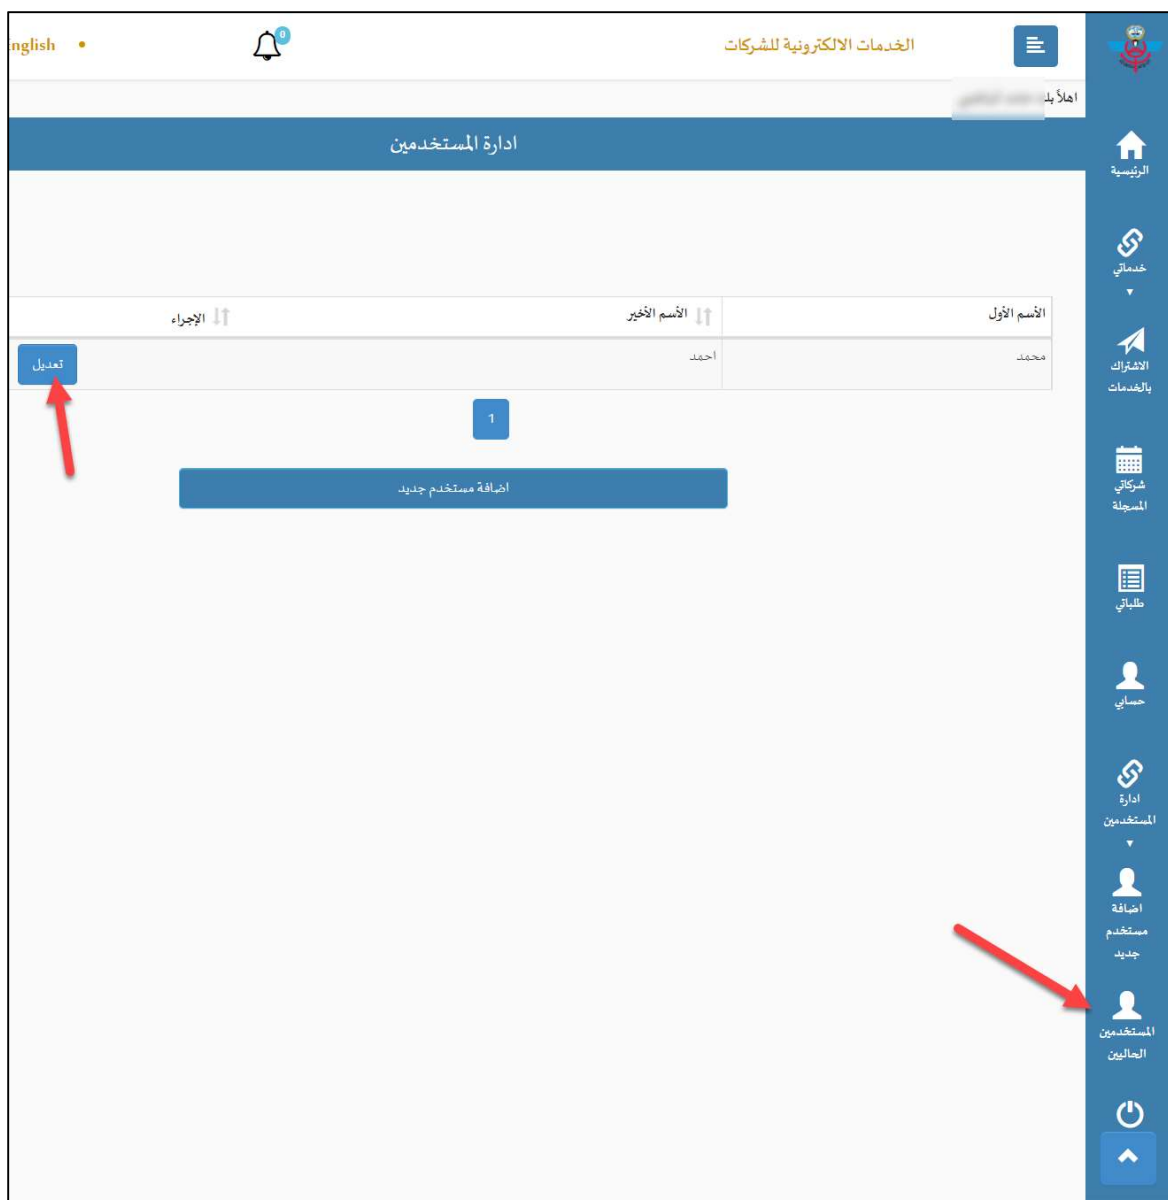 الخدمات الالكترونية للشركات
0
nglish
اهلاً
ادارة المستخدمين
الأسم الأول
الأسم الأخير
الإجراء
محمد
احمد
تعديل
1
اضافة مستخدم جديد
الرئيسية
خدماتي
الاشتراك
بالخدمات
شركاتي
المسجلة
طلباتي
حسابي
ادارة
المستخدمين
اضافة
مستخدم
جديد
المستخدمين
الحاليين